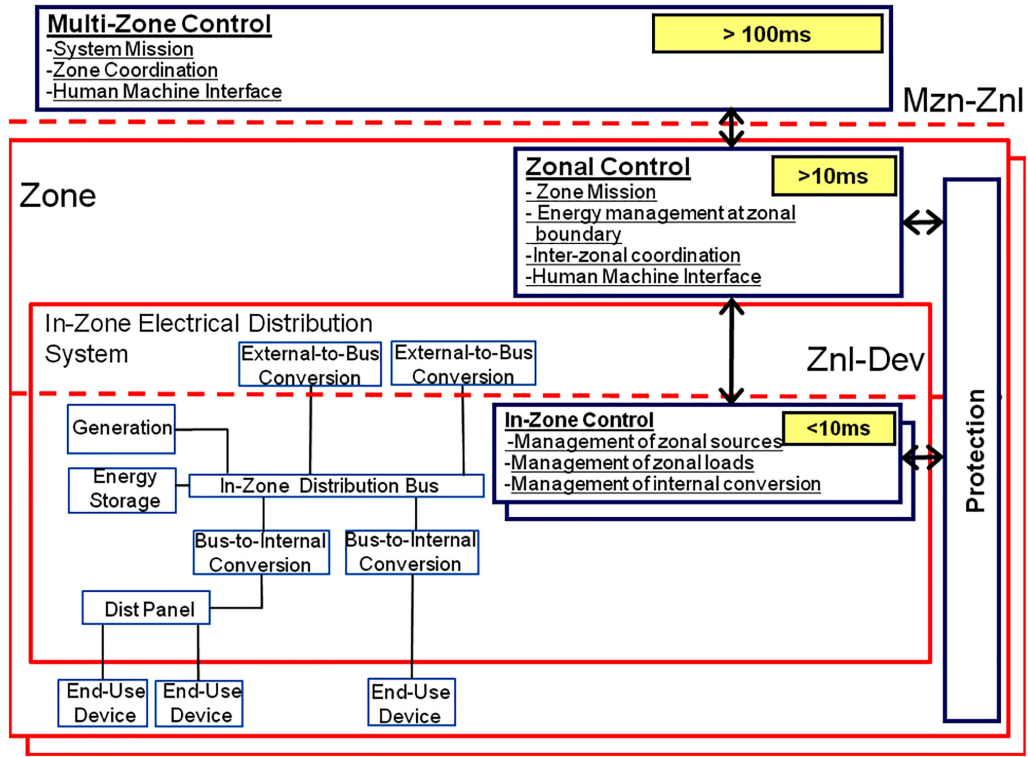 Multi-Zone Control
-System Mission
-Zone Coordination
-Human Machine Interface
> 100ms
Mzn-Znl
Zone
Zonal Control
>10ms
- Zone Mission
- Energy management at zonal
boundary
-Inter-zonal coordination
-Human Machine Interface
In-Zone Electrical Distribution
System
External-to-Bus
Conversion
External-to-Bus
Conversion
Znl-Dev
Generation
Energy
Storage
In-Zone Distribution Bus
In-Zone Control
<10ms
-Management of zonal sources
-Management of zonal loads
-Management of internal conversion
Protection
Bus-to-Internal
Conversion
Bus-to-Internal
Conversion
Dist Panel
End-Use
Device
End-Use
Device
End-Use
Device